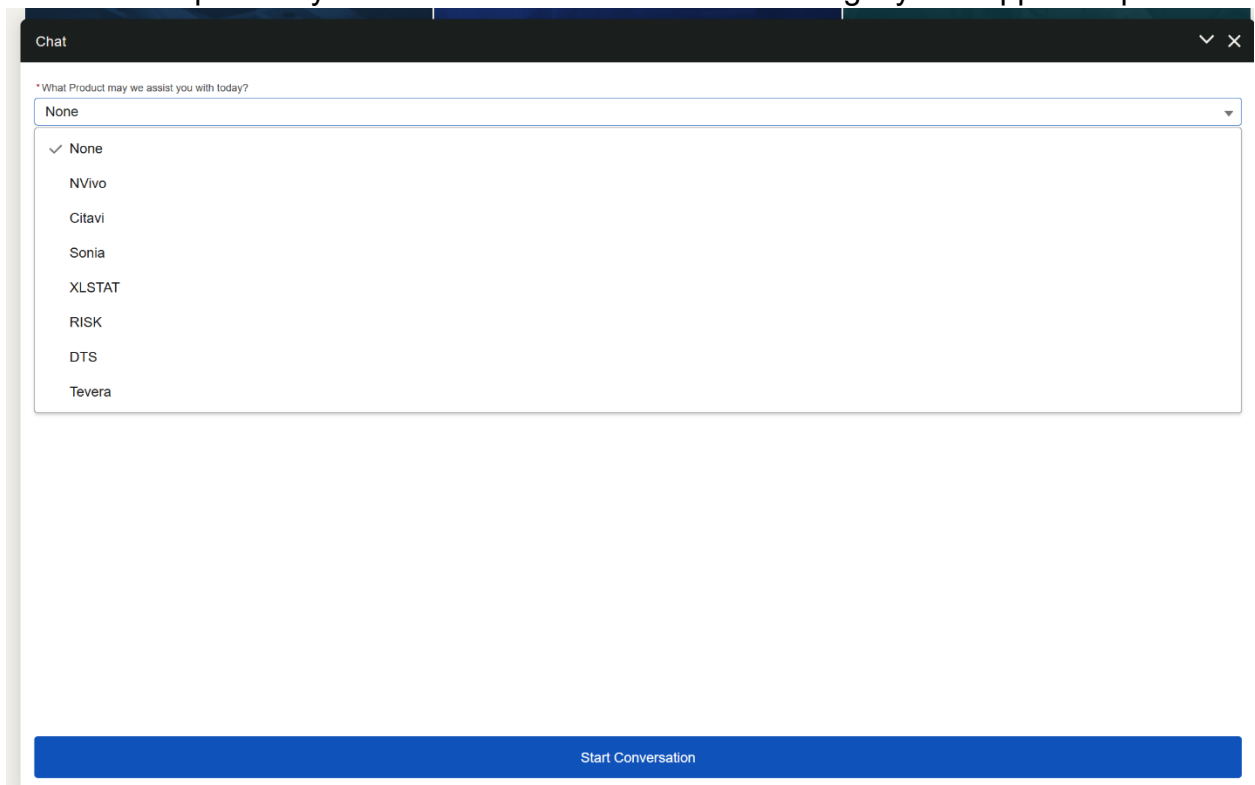 Chat
*What Product may we assist you with today?
None
None
NVivo
Citavi
Sonia
XLSTAT
RISK
DTS
Tevera
Start Conversation